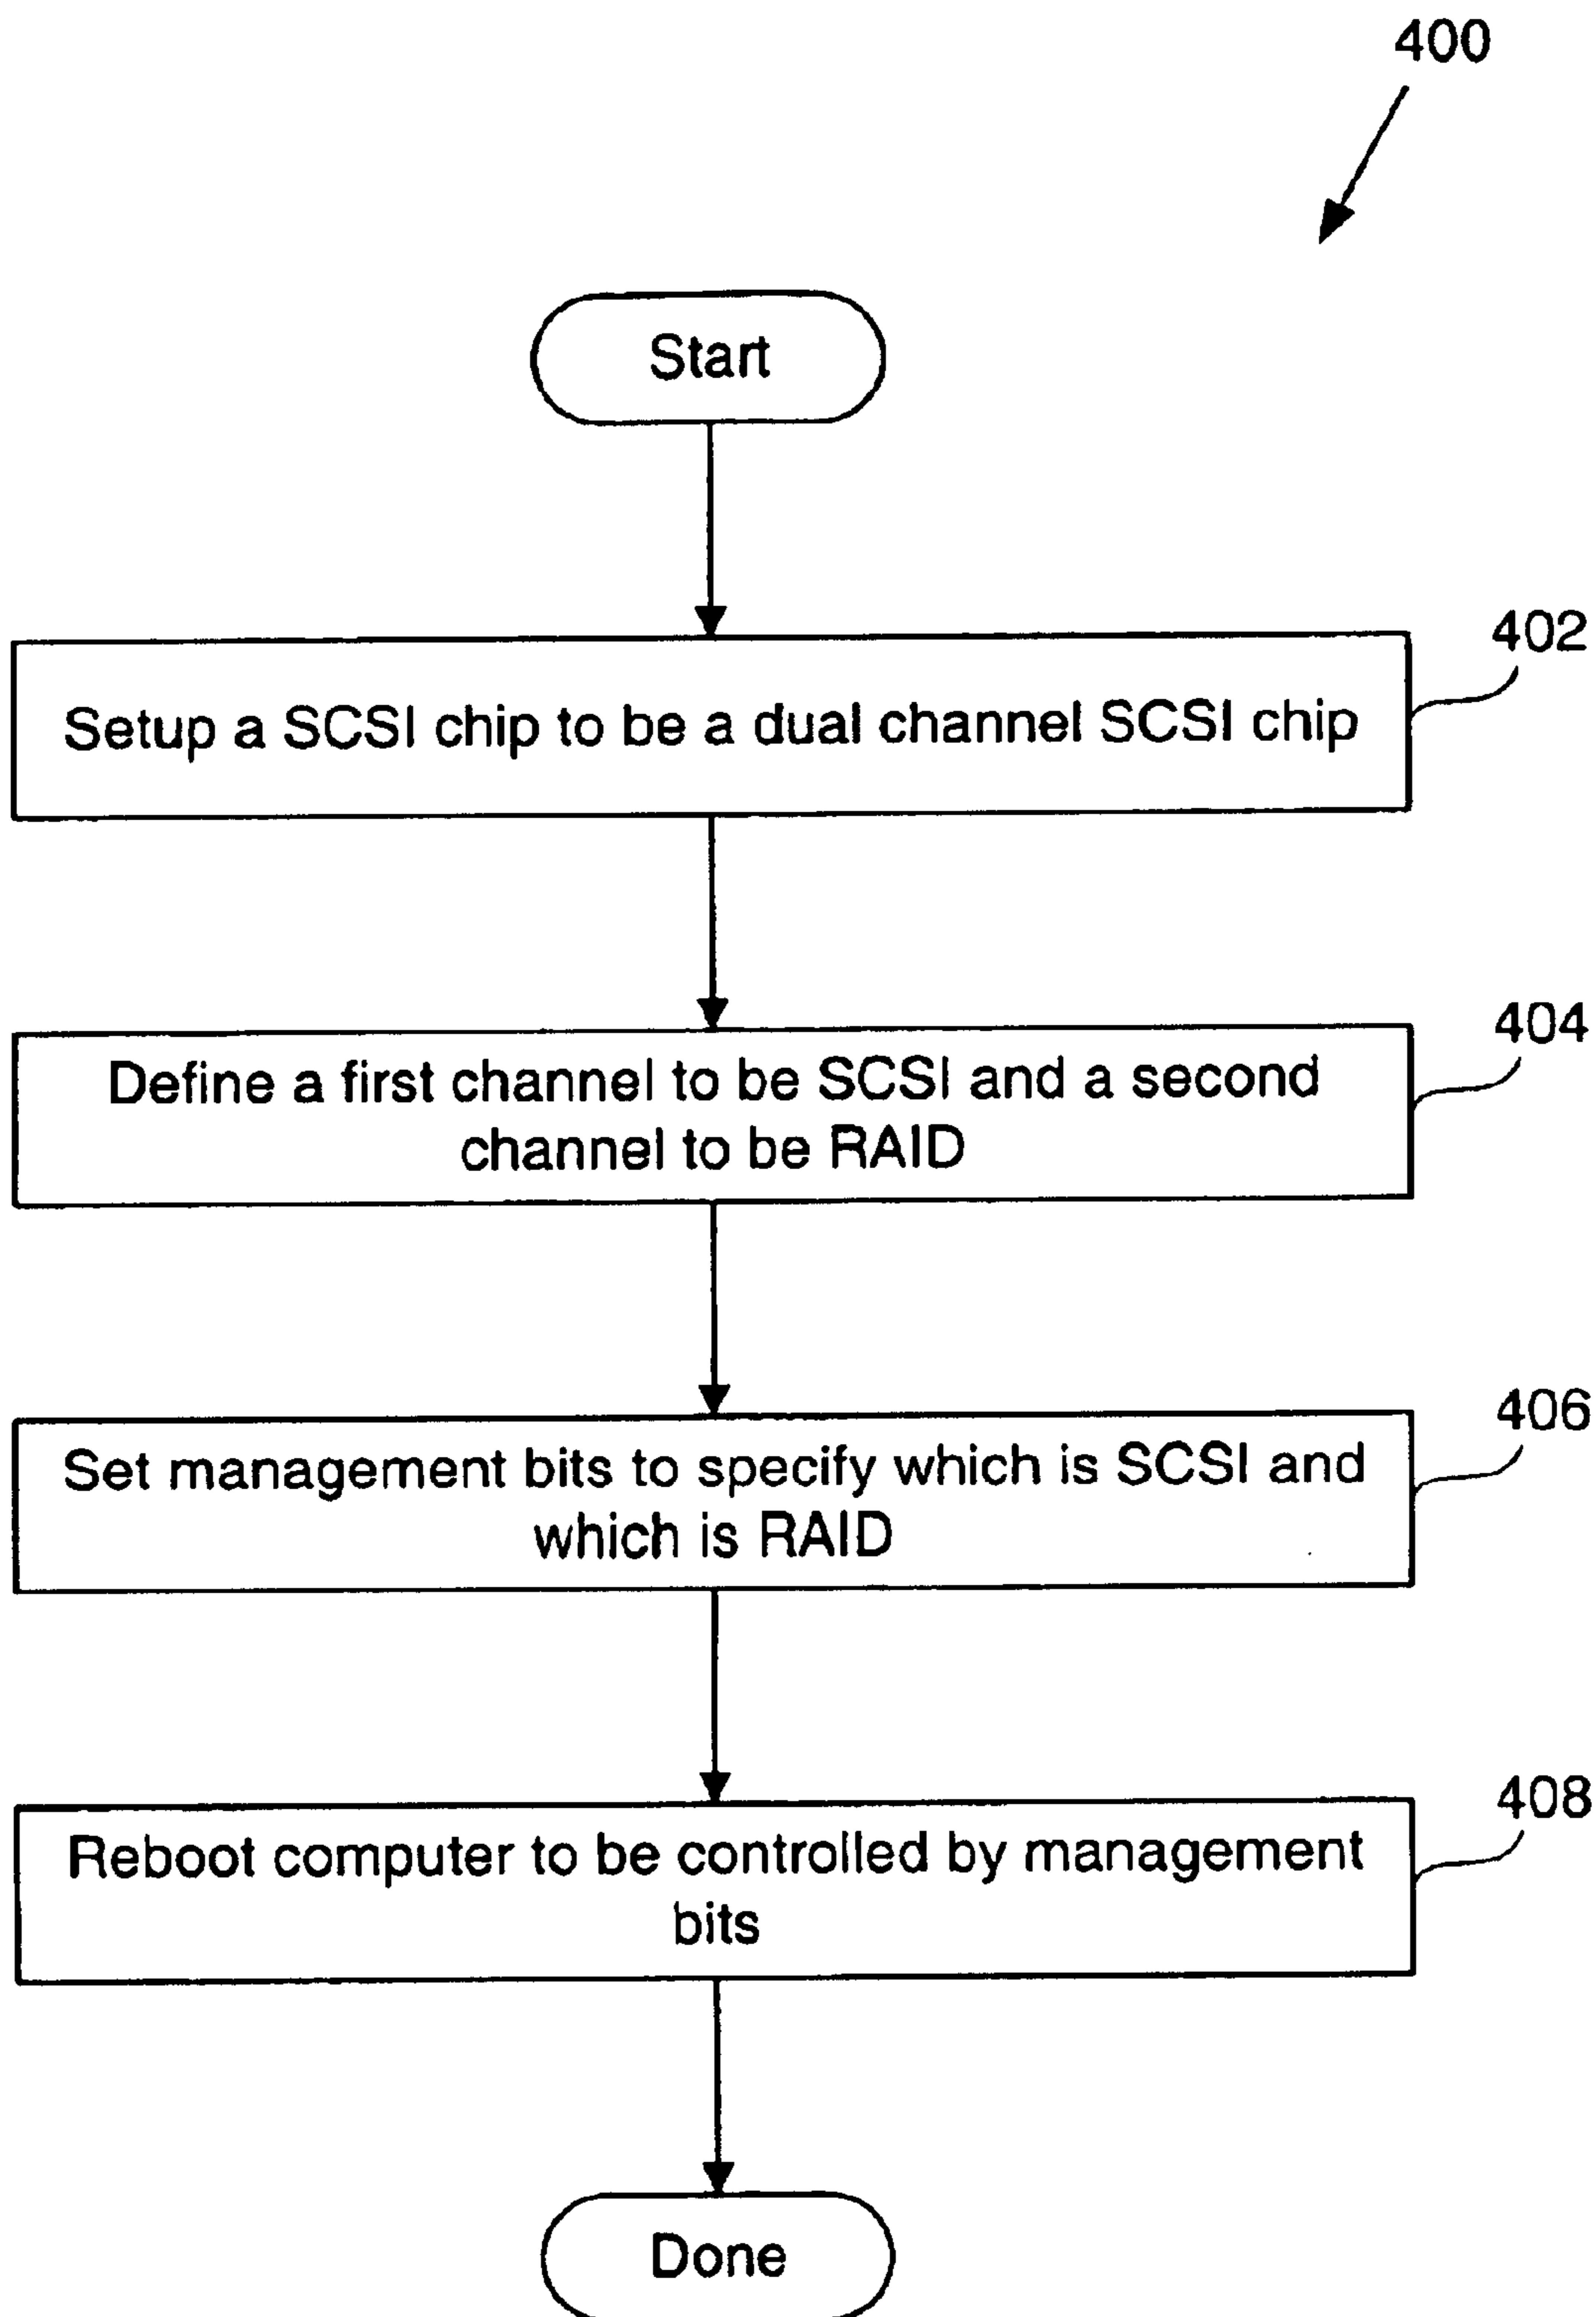 400
Start
402
Setup a SCSI chip to be a dual channel SCSI chip
404
Define a first channel to be SCSI and a second
channel to be RAID
406
Set management bits to specify which is SCSI and
which is RAID
408
Reboot computer to be controlled by management
bits
Done